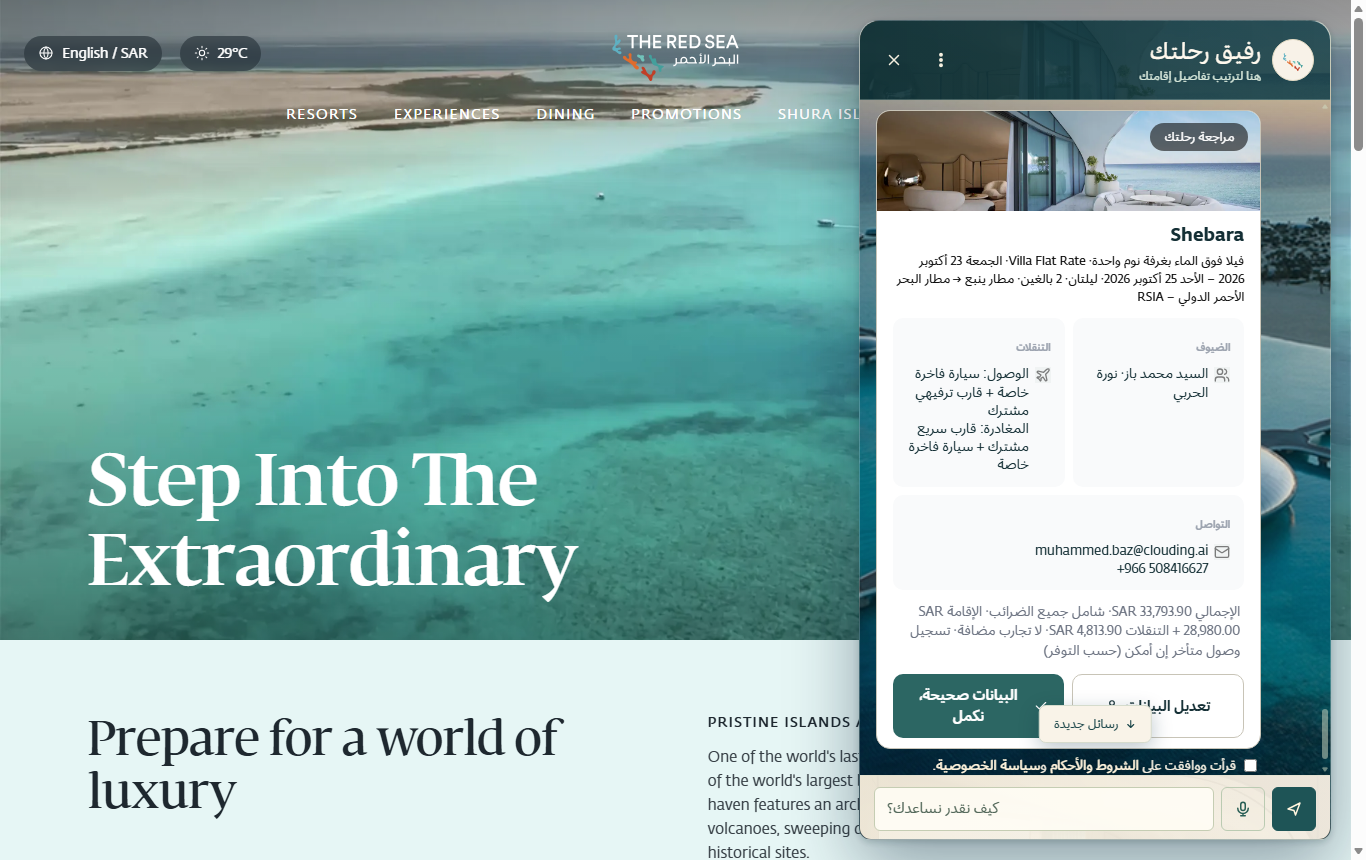 English / SAR
29°C
THE RED SEA
البحر الأحمر
RESORTS
EXPERIENCES
DINING
PROMOTIONS
SHURA ISL
Step Into The
Extraordinary
Prepare for a world of
luxury
PRISTINE ISLANDS
One of the world's las
of the world's largest
haven features an arc
volcanoes, sweeping
historical sites.
رفيق رحلتك
هنا لترتيب تفاصيل إقامتك
مراجعة رحلتك
Shebara
فيلا فوق الماء بغرفة نوم واحدة· Villa Flat Rate· الجمعة 23 أكتوبر
2026 – الأحد 25 أكتوبر 2026· ليلتان· 2 بالغين· مطار ينبع → مطار البحر
الأحمر الدولي – RSIA
الضيوف
السيد محمد باز· نورة
الحربي
التنقلات
الوصول: سيارة فاخرة
خاصة + قارب ترفيهي
مشترك
المغادرة: قارب سريع
مشترك + سيارة فاخرة
خاصة
التواصل
muhammed.baz@clouding.ai
+966 508416627
الإجمالي SAR 33,793.90· شامل جميع الضرائب· الإقامة SAR
28,980.00 + التنقلات SAR 4,813.90· لا تجارب مضافة· تسجيل
وصول متأخر إن أمكن (حسب التوفر)
تعديل البيانات
البيانات صحيحة،
نكمل
↓ رسائل جديدة
قرأت ووافقت على الشروط والأحكام وسياسة الخصوصية.
كيف نقدر نساعدك؟